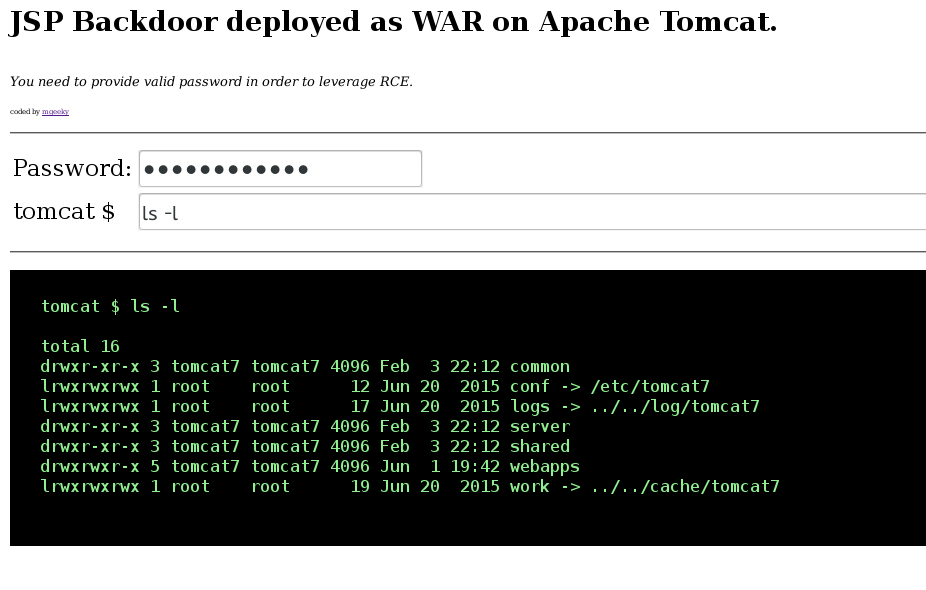 JSP Backdoor deployed as WAR on Apache Tomcat.
You need to provide valid password in order to leverage RCE.
coded by mgeeky
Password: ••••••••••••
tomcat $ ls -l
tomcat $ ls -l
total 16
drwxr-xr-x 3 tomcat7 tomcat7 4096 Feb  3 22:12 common
lrwxrwxrwx 1 root    root      12 Jun 20  2015 conf -> /etc/tomcat7
lrwxrwxrwx 1 root    root      17 Jun 20  2015 logs -> ../../log/tomcat7
drwxr-xr-x 3 tomcat7 tomcat7 4096 Feb  3 22:12 server
drwxr-xr-x 3 tomcat7 tomcat7 4096 Feb  3 22:12 shared
drwxrwxr-x 5 tomcat7 tomcat7 4096 Jun  1 19:42 webapps
lrwxrwxrwx 1 root    root      19 Jun 20  2015 work -> ../../cache/tomcat7